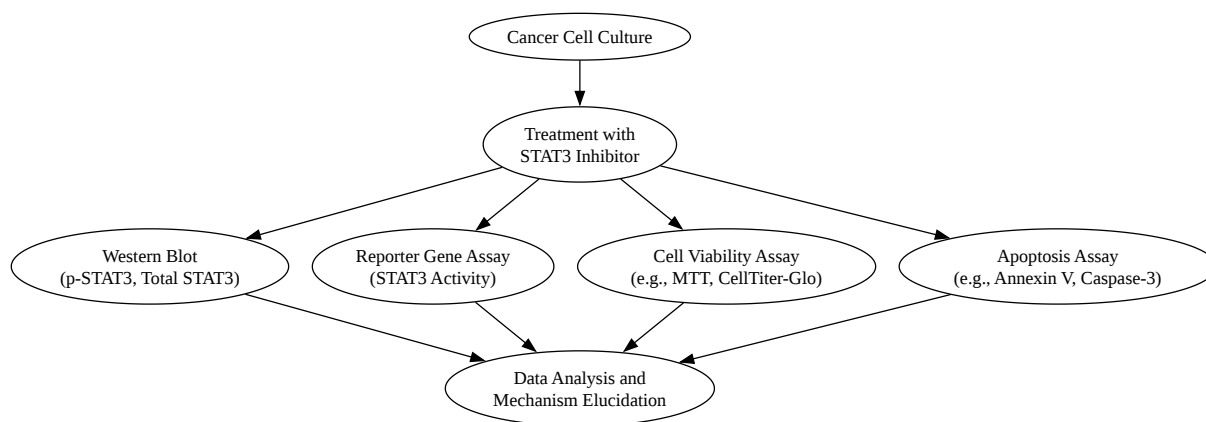 Cancer Cell Culture
Treatment with
STAT3 Inhibitor
Western Blot
(p-STAT3, Total STAT3)
Reporter Gene Assay
(STAT3 Activity)
Cell Viability Assay
(e.g., MTT, CellTiter-Glo)
Apoptosis Assay
(e.g., Annexin V, Caspase-3)
Data Analysis and
Mechanism Elucidation